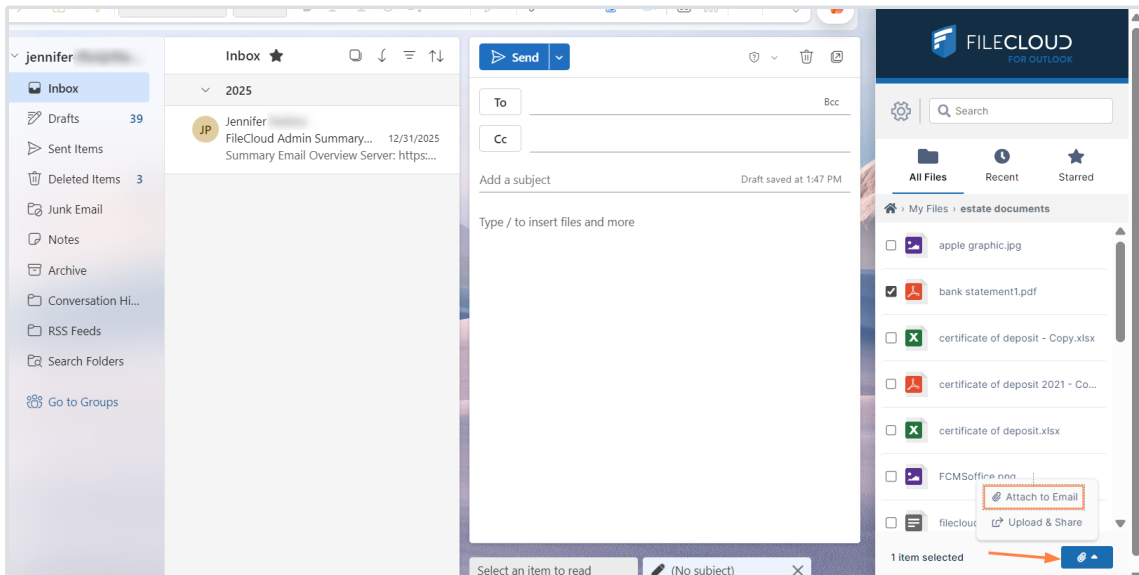 jennifer
Inbox
Drafts 39
Sent Items
Deleted Items 3
Junk Email
Notes
Archive
Conversation Hi...
RSS Feeds
Search Folders
Go to Groups
Inbox
2025
JP
Jennifer
FileCloud Admin Summary... 12/31/2025
Summary Email Overview Server: https:...
Send
To
Bcc
Cc
Add a subject
Draft saved at 1:47 PM
Type / to insert files and more
Select an item to read
(No subject)
FILECLOUD
FOR OUTLOOK
Search
All Files
Recent
Starred
› My Files › estate documents
apple graphic.jpg
bank statement1.pdf
certificate of deposit - Copy.xlsx
certificate of deposit 2021 - Co...
certificate of deposit.xlsx
FCMSoffice.png
Attach to Email
Upload & Share
1 item selected